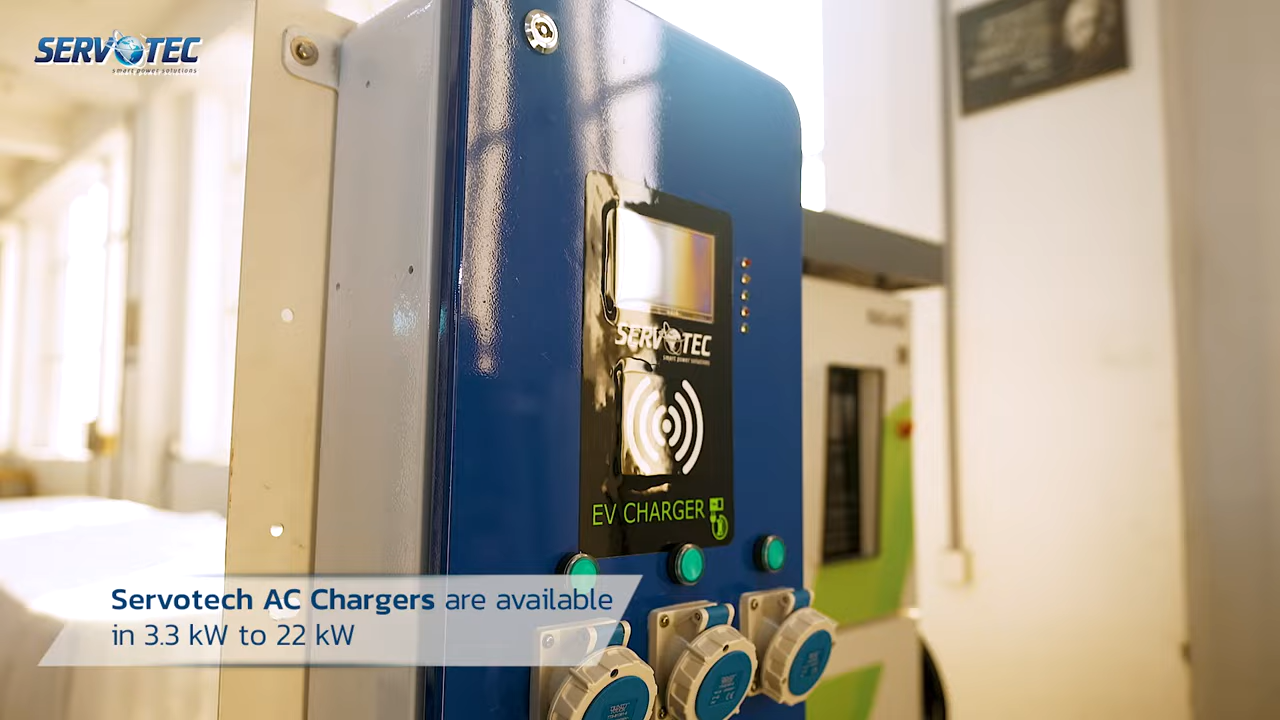 SERVOTEC
smart power solutions
SERVOTEC
smart power solutions
EV CHARGER
Servotech AC Chargers are available
in 3.3 kW to 22 kW